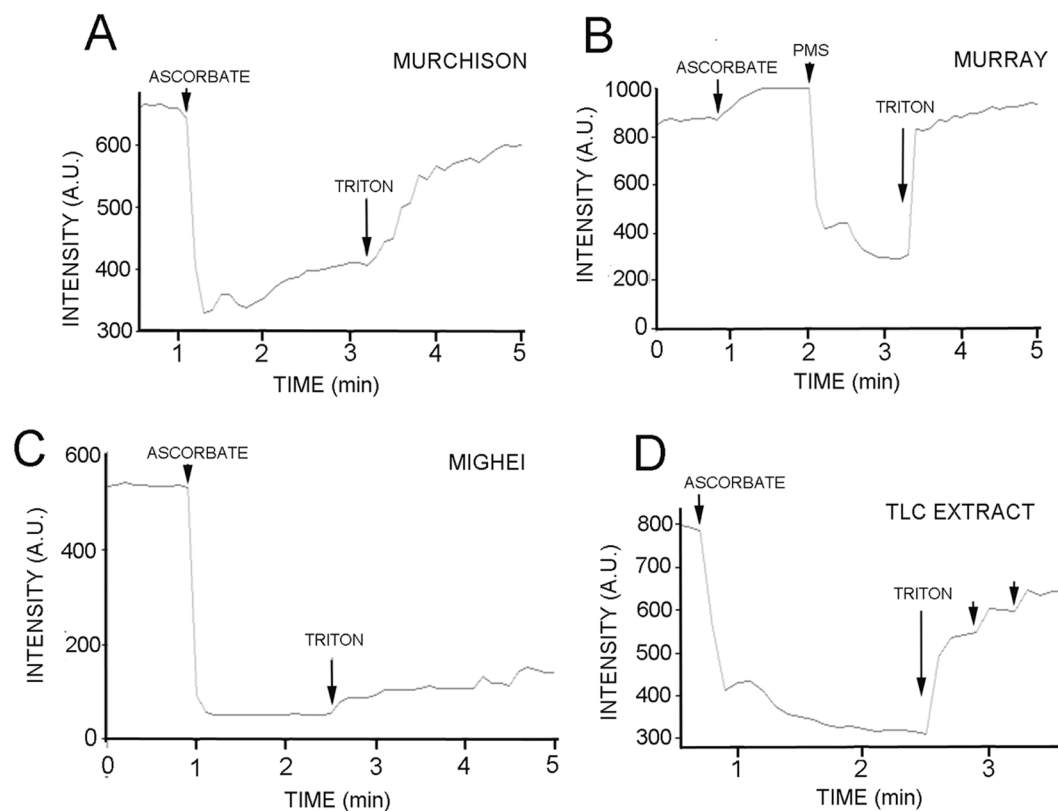 A
MURCHISON
ASCORBATE
TRITON
INTENSITY (A.U.)
600
500
400
300
1
2
3
4
5
TIME (min)
B
PMS
MURRAY
ASCORBATE
TRITON
INTENSITY (A.U.)
1000
800
600
400
200
0
0
1
2
3
4
5
TIME (min)
C
ASCORBATE
MIGHEI
TRITON
INTENSITY (A.U.)
600
400
200
0
0
1
2
3
4
5
TIME (min)
D
ASCORBATE
TLC EXTRACT
TRITON
INTENSITY (A.U.)
800
700
600
500
400
300
1
2
3
TIME (min)